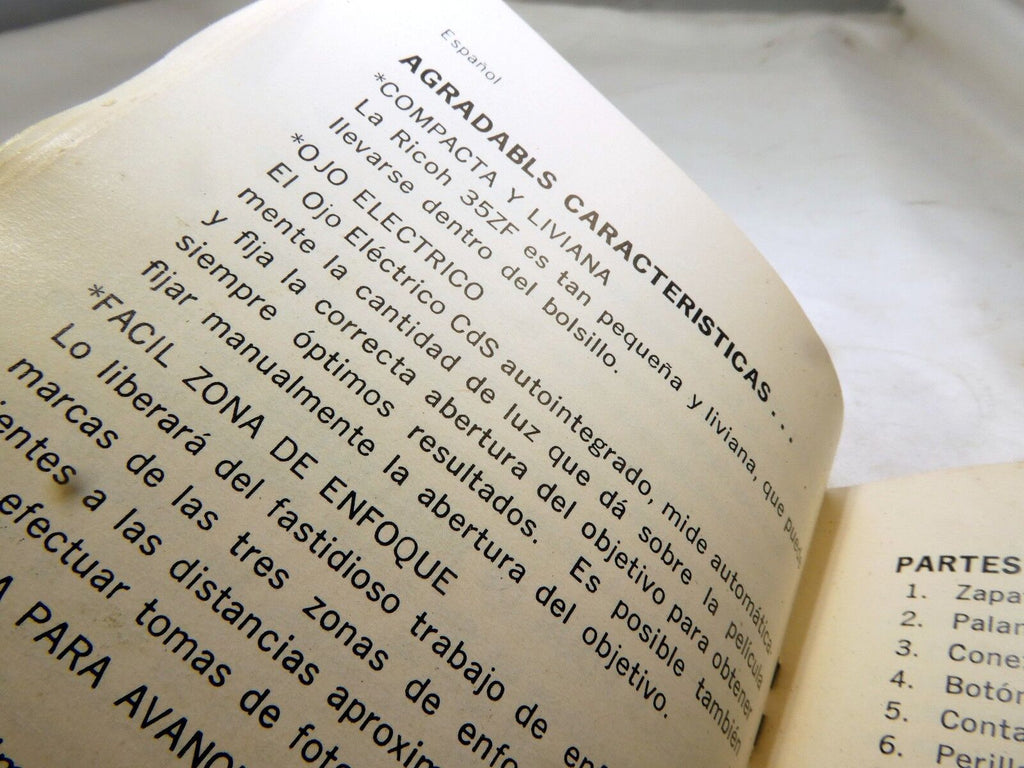 Español
AGRADABLS CARACTERISTICAS....
*COMPACTA Y LIVIANA
La Ricoh 35ZF es tan pequeña y liviana, que puede
llevarse dentro del bolsillo.
*OJO ELECTRICO
El Ojo Eléctrico CdS autointegrado, mide automática-
mente la cantidad de luz que dá sobre la película
y fija la correcta abertura del objetivo para obtener
siempre óptimos resultados. Es posible también
fijar manualmente la abertura del objetivo.
*FACIL ZONA DE ENFOQUE
Lo liberará del fastidioso trabajo de
marcas de las tres zonas de
a las distancias
efectuar tomas de
PARA
PARTES
1.
2.
3.
4.
5.
6.